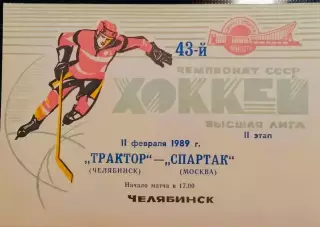 43-й
ЧЕМПИОНАТ СССР
ХОККЕЙ
ВЫСШАЯ ЛИГА
II этап
11 февраля 1989 г.
„ТРАКТОР“—„СПАРТАК“
(ЧЕЛЯБИНСК) (МОСКВА)
Начало матча в 17.00
ЧЕЛЯБИНСК